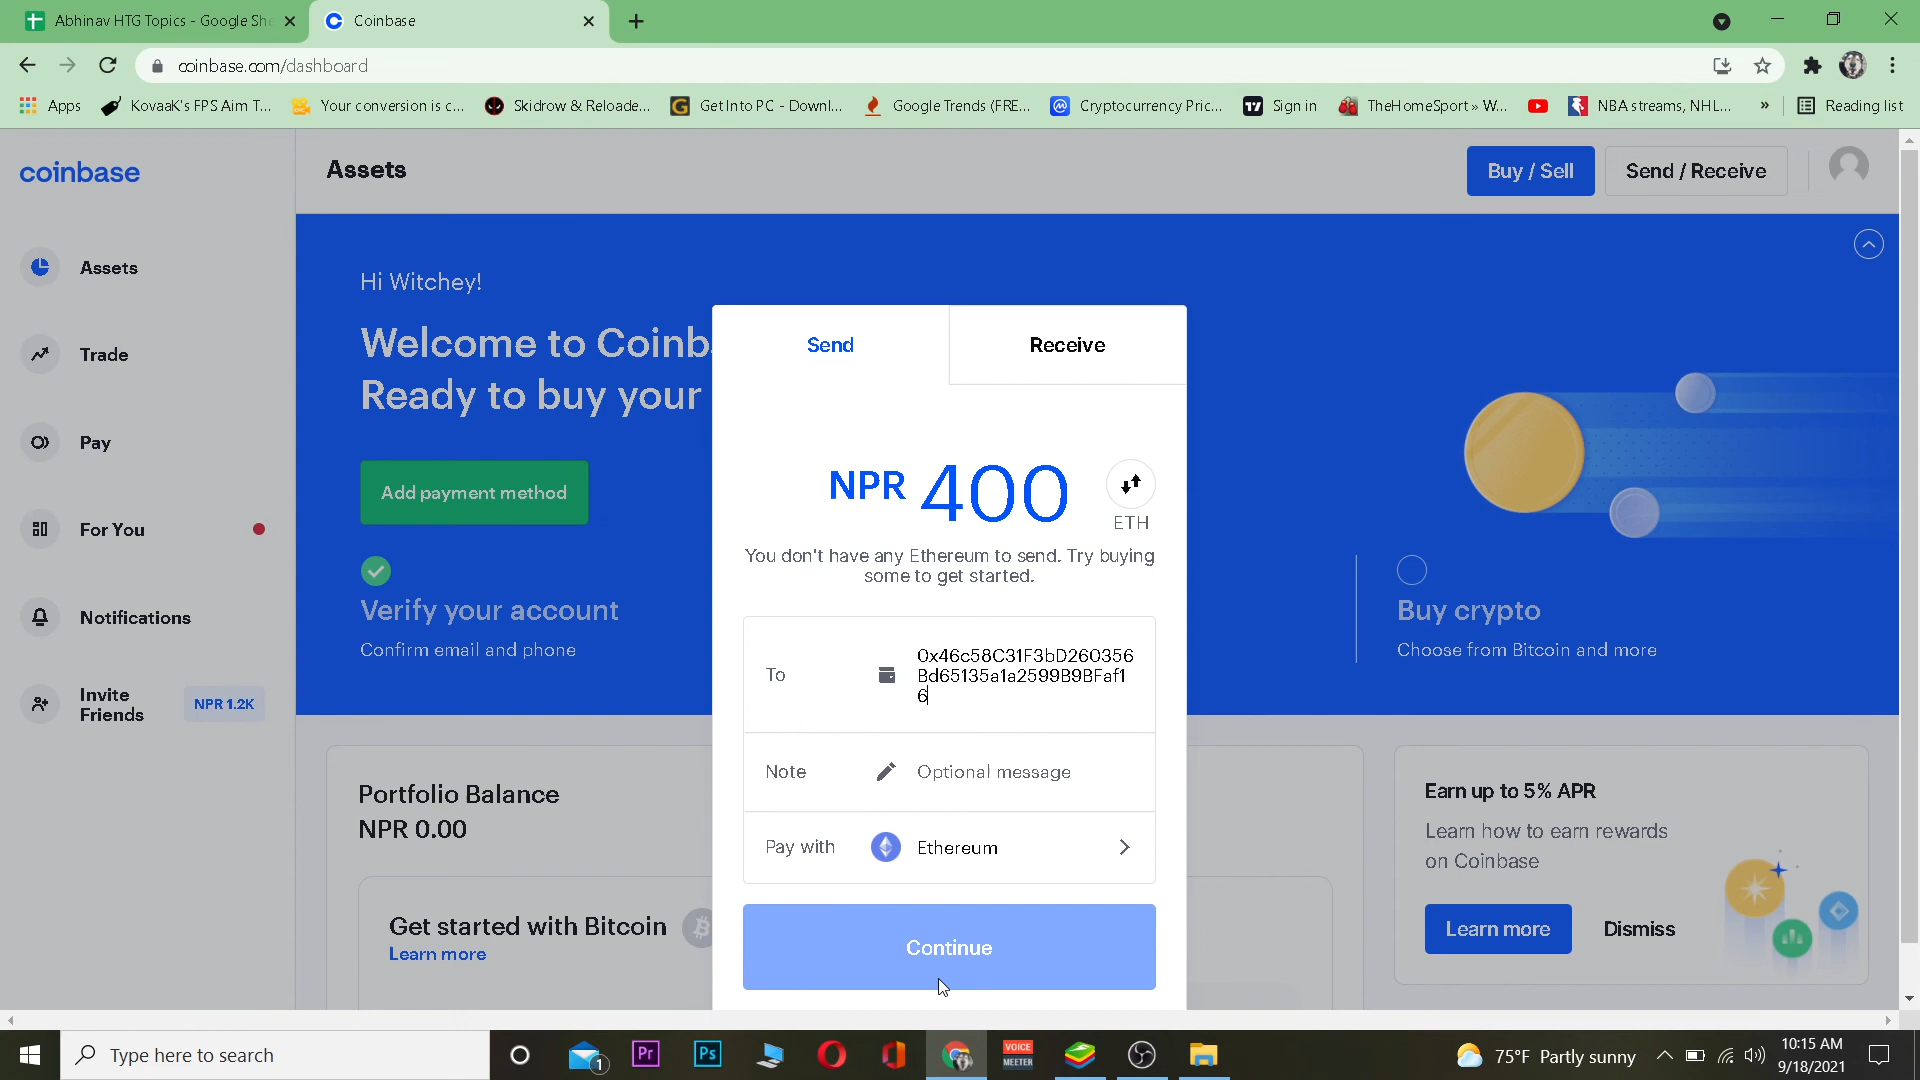 Abhinav HTG Topics - Google She
Coinbase
coinbase.com/dashboard
Apps
KovaaK's FPS Aim T...
Your conversion is c...
Skidrow & Reloade...
Get Into PC - Downl...
Google Trends (FRE...
Cryptocurrency Pric...
Sign in
TheHomeSport » W...
NBA streams, NHL...
»
Reading list
coinbase
Assets
Buy / Sell
Send / Receive
Assets
Trade
Pay
For You
Notifications
Invite
Friends
NPR 1.2K
Hi Witchey!
Welcome to Coinb
Ready to buy your
Add payment method
Verify your account
Confirm email and phone
Buy crypto
Choose from Bitcoin and more
Send
Receive
NPR 400
ETH
You don't have any Ethereum to send. Try buying
some to get started.
To
0x46c58C31F3bD260356
Bd65135a1a2599B9BFaf1
6
Note
Optional message
Pay with
Ethereum
Continue
Portfolio Balance
NPR 0.00
Get started with Bitcoin
Learn more
Earn up to 5% APR
Learn how to earn rewards
on Coinbase
Learn more
Dismiss
Type here to search
1
Pr
Ps
VOICE
MEETER
75°F Partly sunny
10:15 AM
9/18/2021